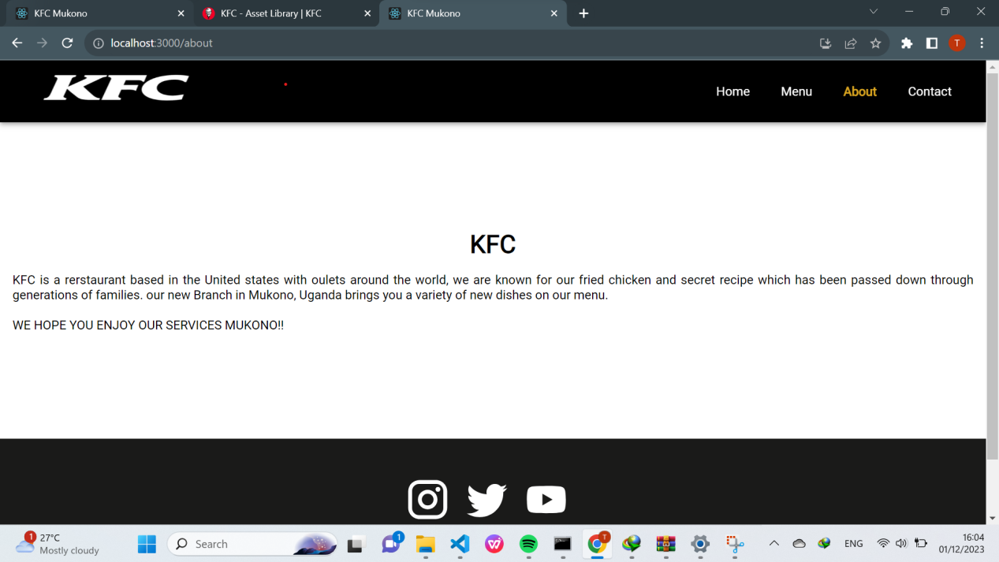 KFC Mukono
KFC - Asset Library | KFC
KFC Mukono
localhost:3000/about
T
KFC
Home
Menu
About
Contact
KFC
KFC is a rerstaurant based in the United states with oulets around the world, we are known for our fried chicken and secret recipe which has been passed down through
generations of families. our new Branch in Mukono, Uganda brings you a variety of new dishes on our menu.
WE HOPE YOU ENJOY OUR SERVICES MUKONO!!
1
27°C
Mostly cloudy
Search
1
T
ENG
16:04
01/12/2023